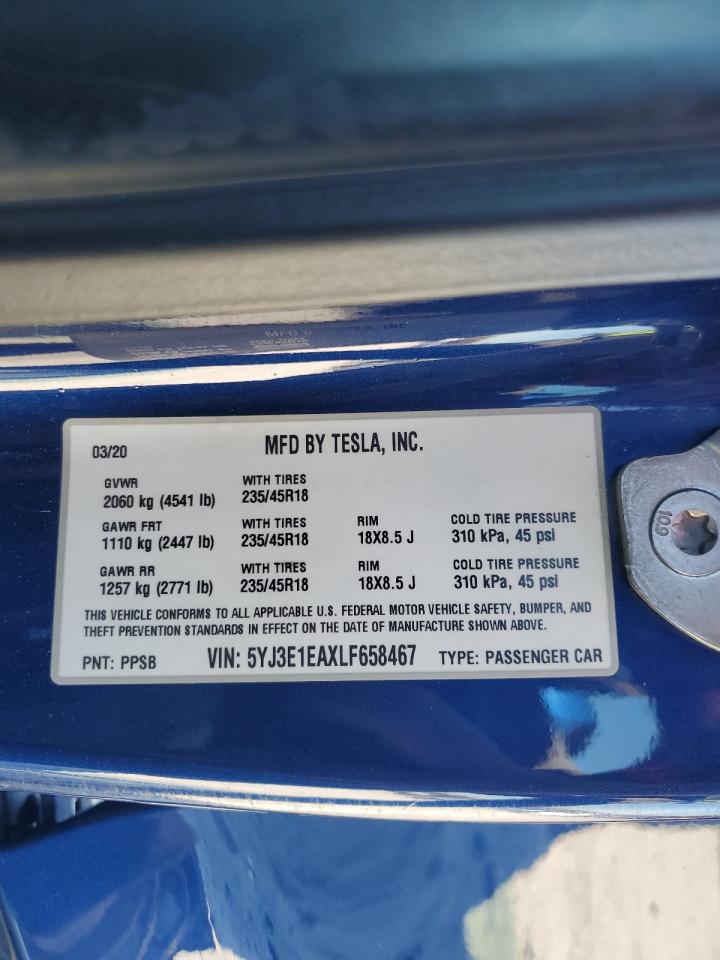 03/20 MFD BY TESLA, INC.
GVWR WITH TIRES
2060 kg (4541 lb) 235/45R18
GAWR FRT WITH TIRES RIM COLD TIRE PRESSURE
1110 kg (2447 lb) 235/45R18 18X8.5 J 310 kPa, 45 psi
GAWR RR WITH TIRES RIM COLD TIRE PRESSURE
1257 kg (2771 lb) 235/45R18 18X8.5 J 310 kPa, 45 psi
THIS VEHICLE CONFORMS TO ALL APPLICABLE U.S. FEDERAL MOTOR VEHICLE SAFETY, BUMPER, AND
THEFT PREVENTION STANDARDS IN EFFECT ON THE DATE OF MANUFACTURE SHOWN ABOVE.
PNT: PPSB VIN: 5YJ3E1EAXLF658467 TYPE: PASSENGER CAR
109